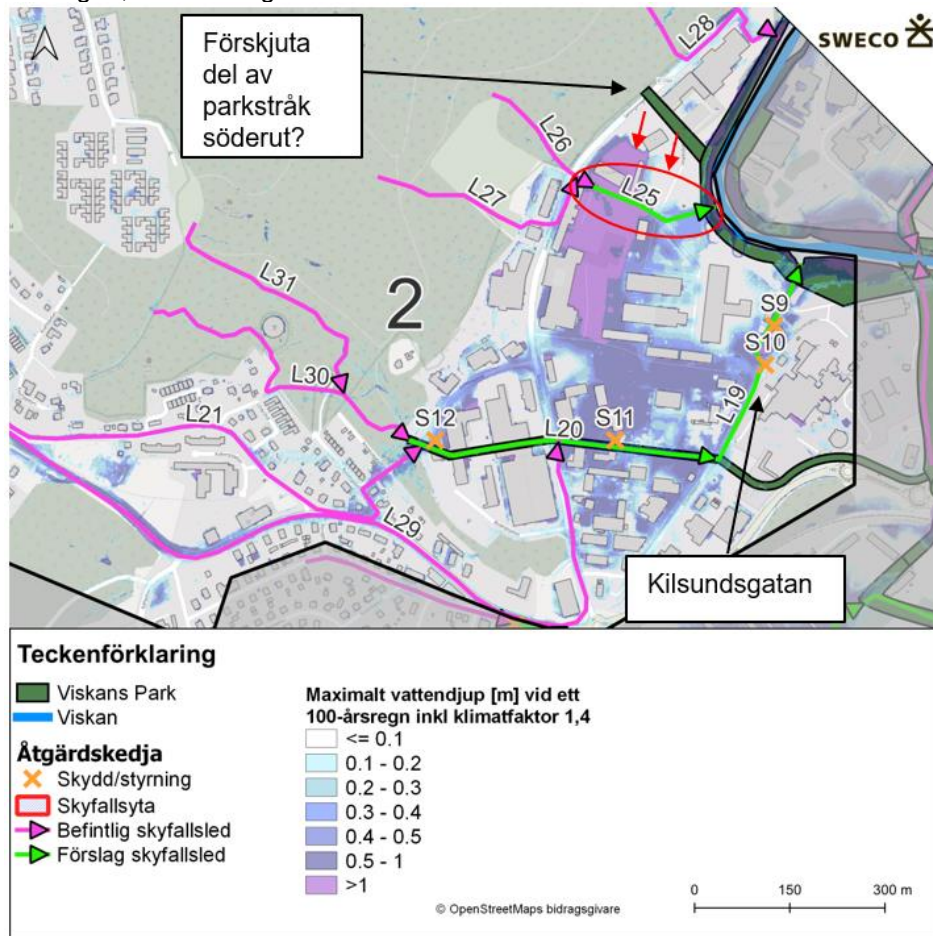 Förskjuta
del av
parkstråk
söderut?
SWECO
L28
L26
L25
L27
L31
2
S9
S10
L30
L19
L21
S12
L20
S11
L29
Kilsundsgatan
Teckenförklaring
Viskans Park
Viskan
Åtgärdskedja
Skydd/styrning
Skyfallsyta
Befintlig skyfallsled
Förslag skyfallsled
Maximalt vattendjup [m] vid ett
100-årsregn inkl klimatfaktor 1,4
<= 0.1
0.1 - 0.2
0.2 - 0.3
0.3 - 0.4
0.4 - 0.5
0.5 - 1
>1
© OpenStreetMaps bidragsgivare
0 150 300 m